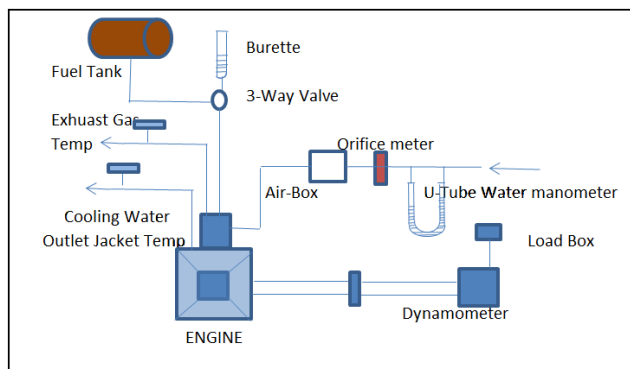 Burette
Fuel Tank
3-Way Valve
Exhuast Gas
Temp
Orifice meter
Air-Box
U-Tube Water manometer
Cooling Water
Outlet Jacket Temp
Load Box
Dynamometer
ENGINE